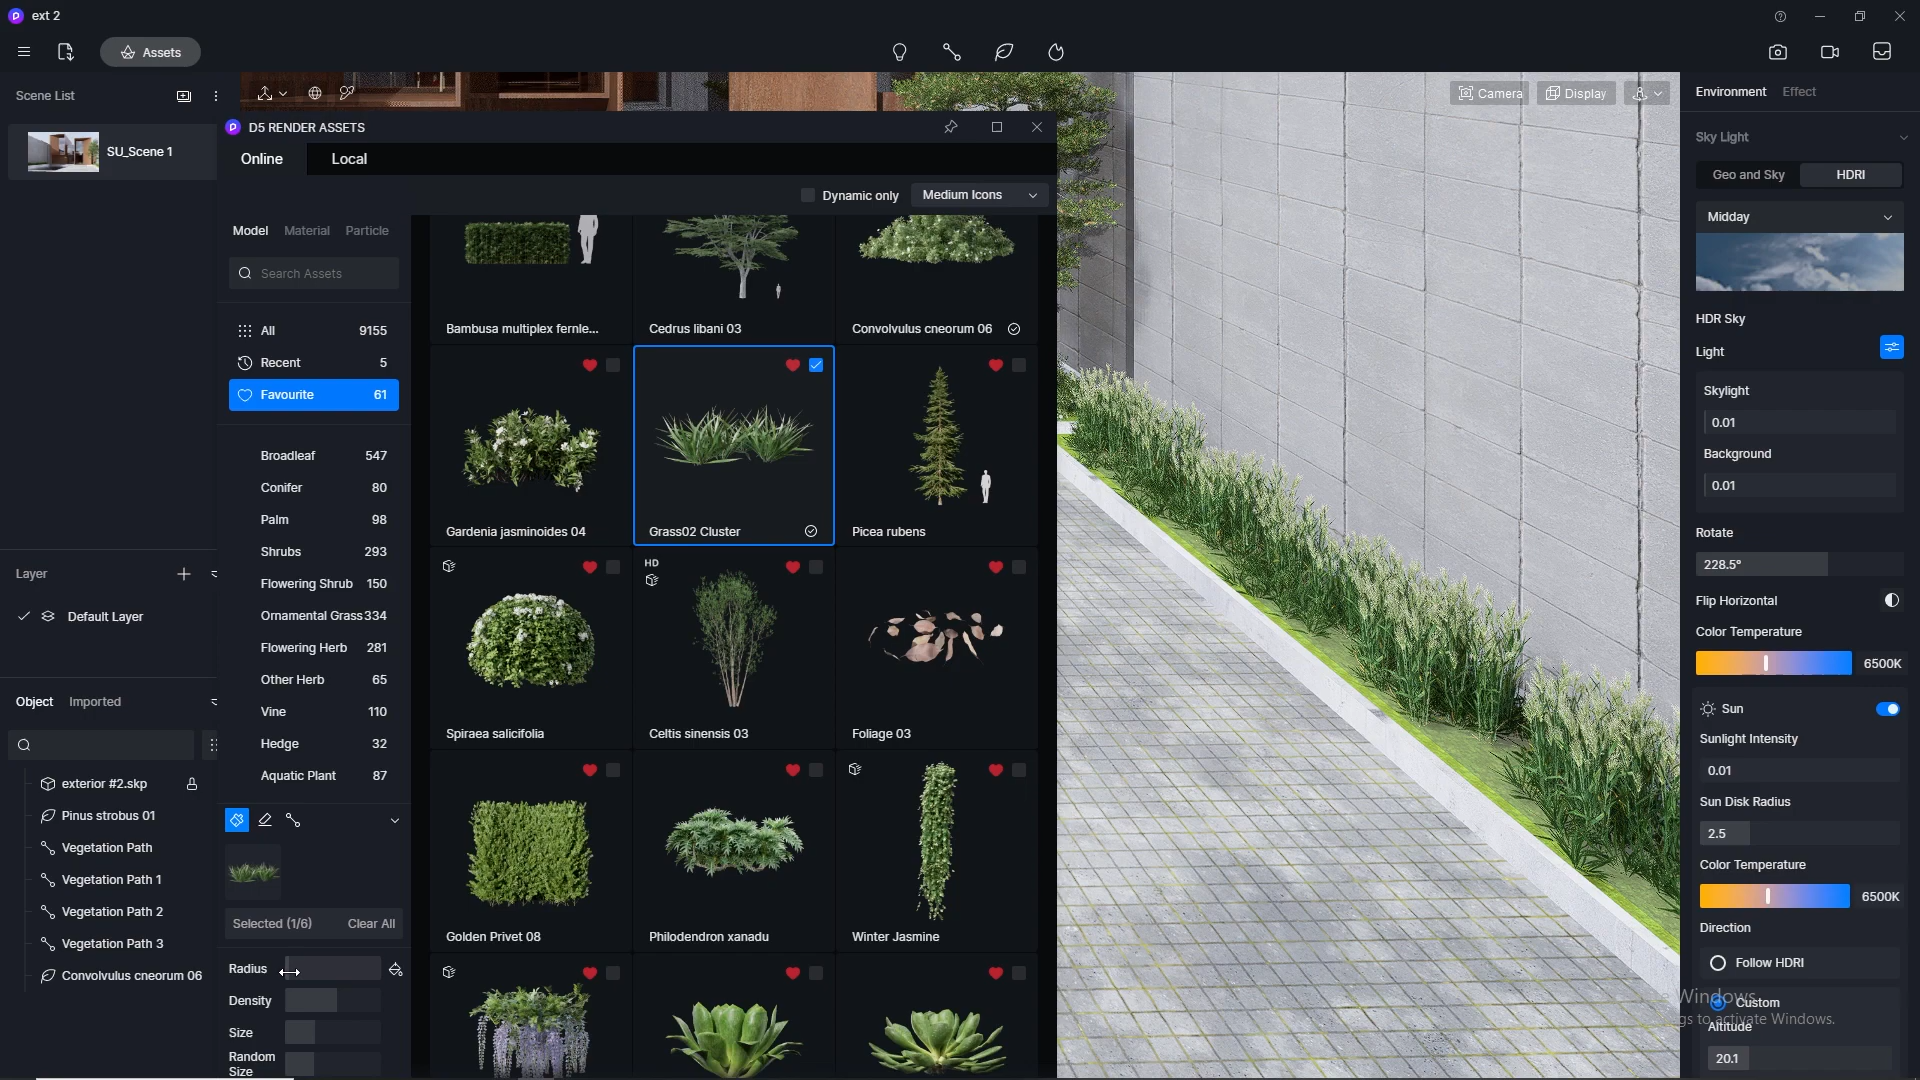 ext 2
Assets
Scene List
SU_Scene 1
Camera
Display
Environment
Effect
D5 RENDER ASSETS
Online
Local
Dynamic only
Medium Icons
Model
Material
Particle
Search Assets
All 9155
Recent 5
Favourite 61
Broadleaf 547
Conifer 80
Palm 98
Shrubs 293
Flowering Shrub 150
Ornamental Grass 334
Flowering Herb 281
Other Herb 65
Vine 110
Hedge 32
Aquatic Plant 87
Selected (1/6)
Clear All
Radius
Density
Size
Random
Size
Bambusa multiplex fernle...
Cedrus libani 03
Convolvulus cneorum 06
Gardenia jasminoides 04
Grass02 Cluster
Picea rubens
HD
Spiraea salicifolia
Celtis sinensis 03
Foliage 03
Golden Privet 08
Philodendron xanadu
Winter Jasmine
Layer
Default Layer
Object
Imported
exterior #2.skp
Pinus strobus 01
Vegetation Path
Vegetation Path 1
Vegetation Path 2
Vegetation Path 3
Convolvulus cneorum 06
Sky Light
Geo and Sky
HDRI
Midday
HDR Sky
Light
Skylight
0.01
Background
0.01
Rotate
228.5°
Flip Horizontal
Color Temperature
6500K
Sun
Sunlight Intensity
0.01
Sun Disk Radius
2.5
Color Temperature
6500K
Direction
Follow HDRI
Windows
Custom
gs to activate Windows.
Altitude
20.1